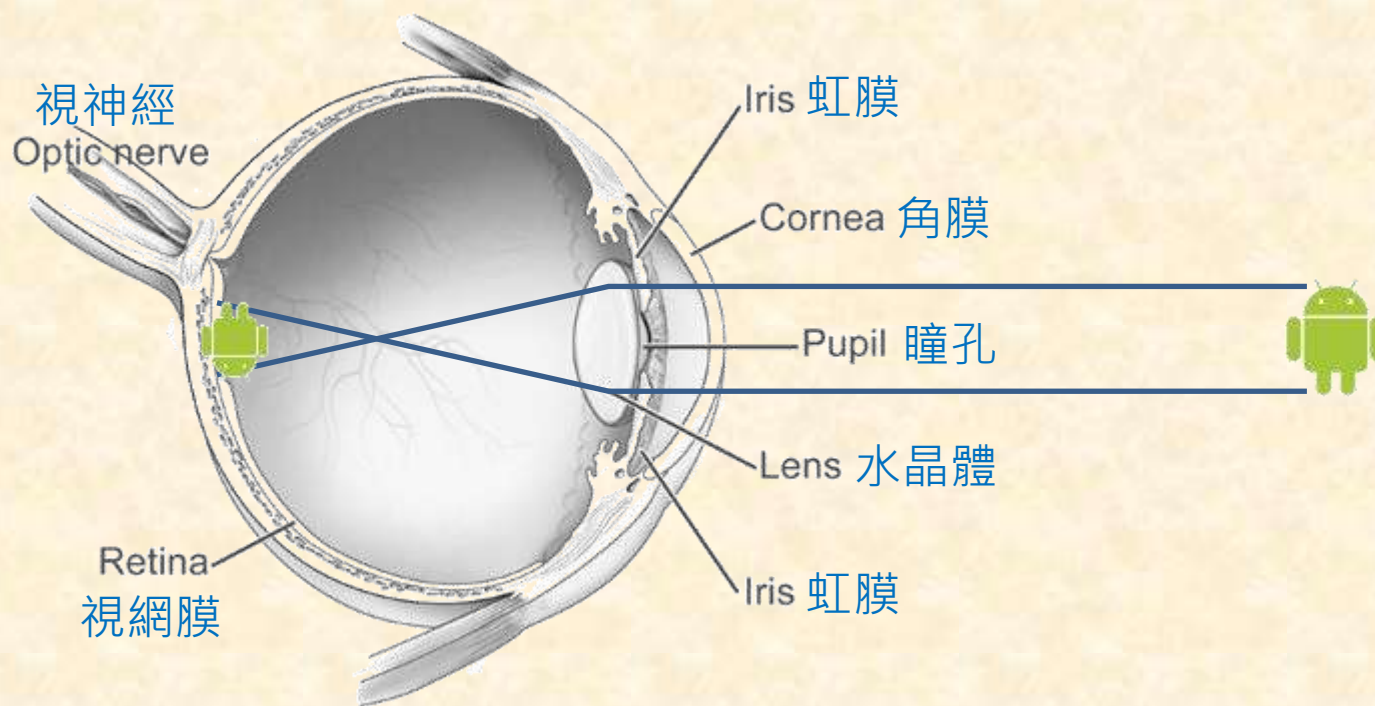 視神經
Optic nerve
Iris 虹膜
Cornea 角膜
Pupil 瞳孔
Lens 水晶體
Iris 虹膜
Retina
視網膜